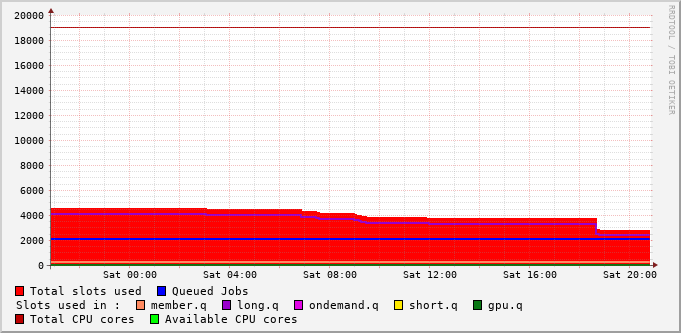 RRDTOOL / TOBI OETIKER
20000
18000
16000
14000
12000
10000
8000
6000
4000
2000
0
Sat 00:00 Sat 04:00 Sat 08:00 Sat 12:00 Sat 16:00 Sat 20:00
Total slots used Queued Jobs
Slots used in : member.q long.q ondemand.q short.q gpu.q
Total CPU cores Available CPU cores